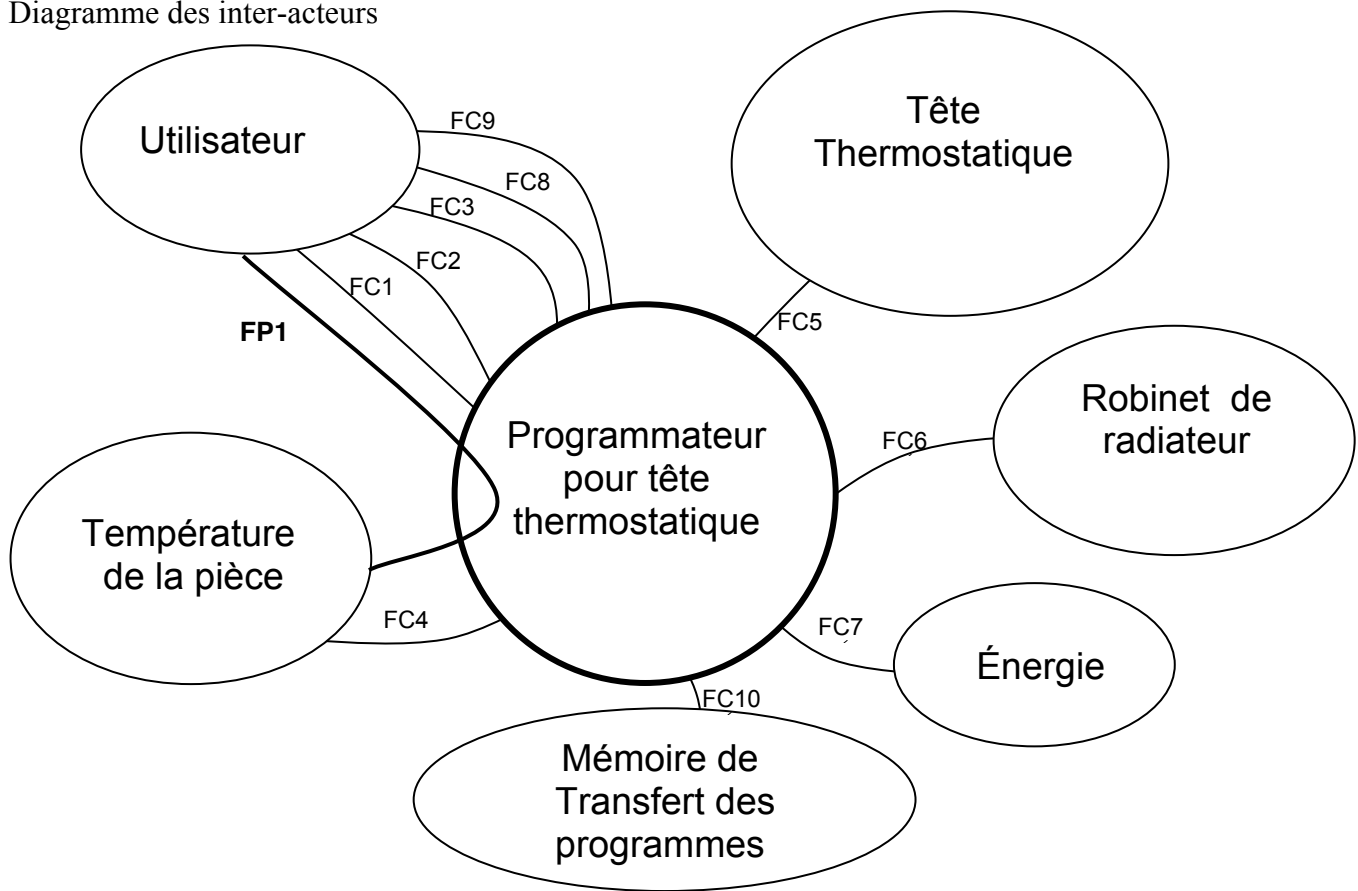 Diagramme des inter-acteurs
Utilisateur
Tête
Thermostatique
FC9
FC8
FC3
FC2
FC1
FP1
FC5
Robinet de
radiateur
FC6
Programmateur
pour tête
thermostatique
Température
de la pièce
FC4
FC7
Énergie
FC10
Mémoire de
Transfert des
programmes